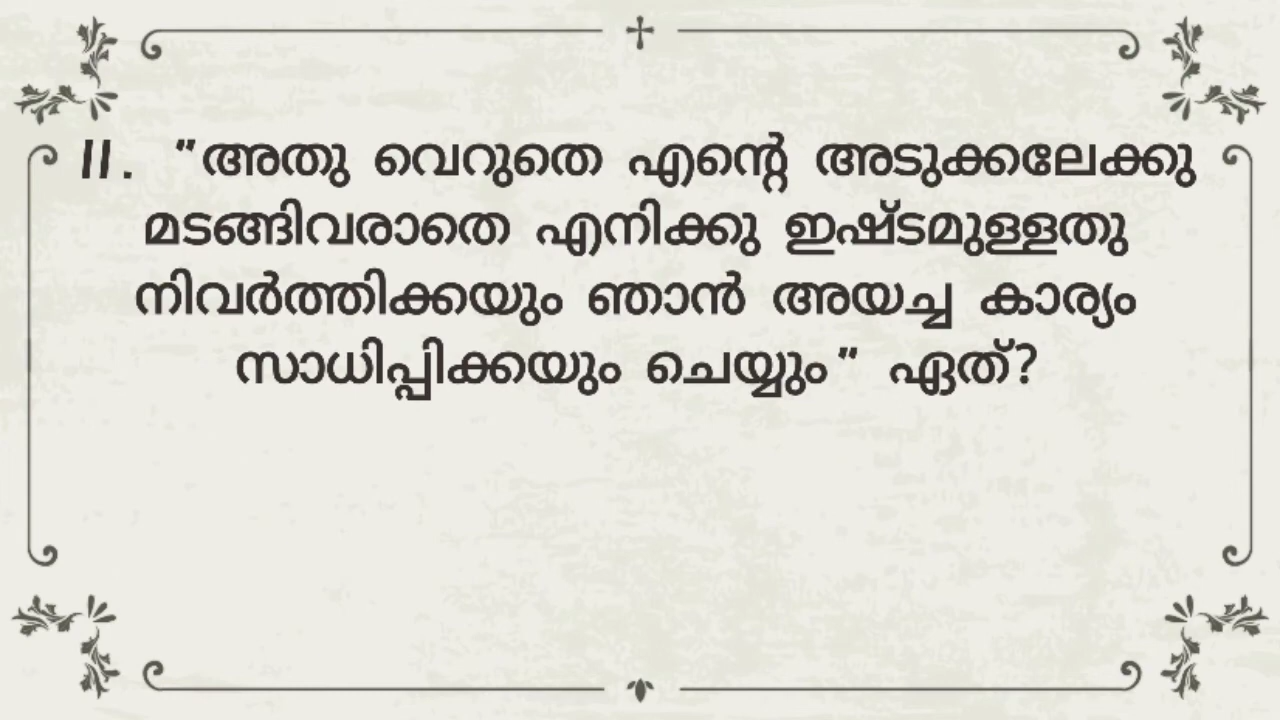 11. "അതു വെറുതെ എന്റെ അടുക്കലേക്കു
മടങ്ങിവരാതെ എനിക്കു ഇഷ്ടമുള്ളതു
നിവർത്തിക്കയും ഞാൻ അയച്ച കാര്യം
സാധിപ്പിക്കയും ചെയ്യും" ഏത്?